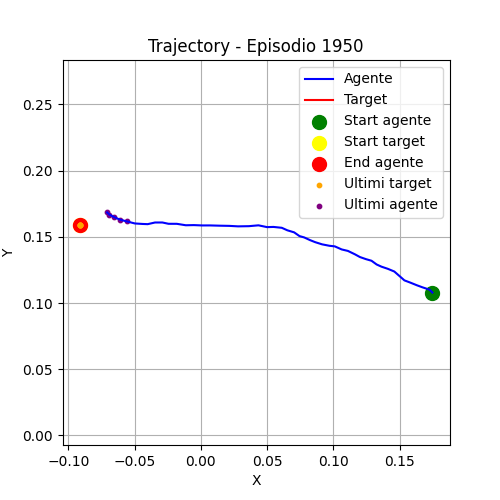 Trajectory - Episodio 1950
Agente
Target
Start agente
Start target
End agente
Ultimi target
Ultimi agente
0.25
0.20
0.15
0.10
0.05
0.00
Y
−0.10 −0.05 0.00 0.05 0.10 0.15
X